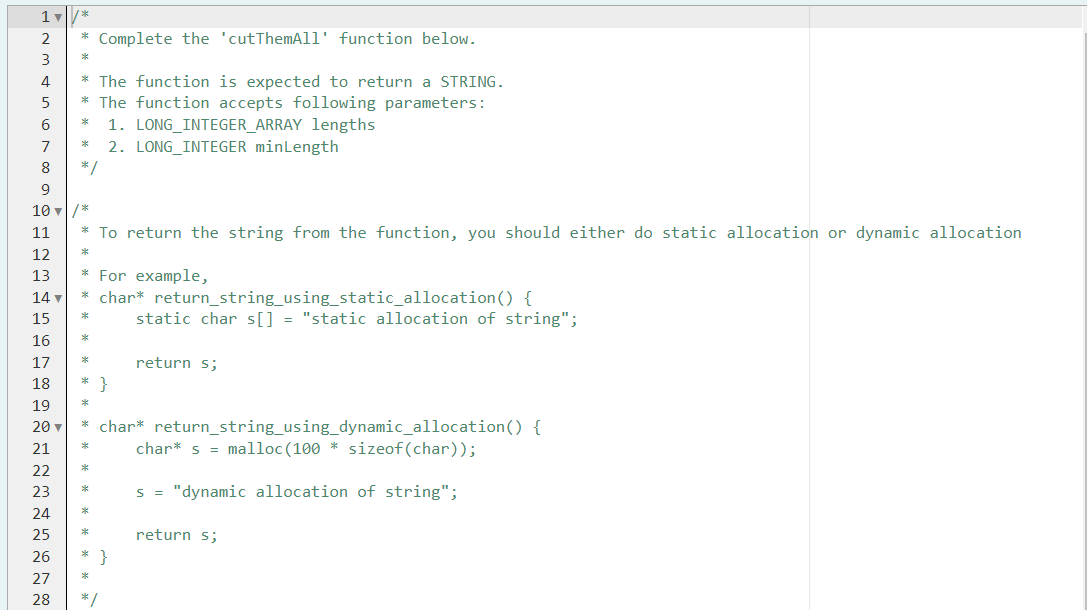 1 /*
2 * Complete the 'cutThemAll' function below.
3 *
4 * The function is expected to return a STRING.
5 * The function accepts following parameters:
6 *  1. LONG_INTEGER_ARRAY lengths
7 *  2. LONG_INTEGER minLength
8 */
9
10 /*
11 * To return the string from the function, you should either do static allocation or dynamic allocation
12 *
13 * For example,
14 * char* return_string_using_static_allocation() {
15 *     static char s[] = "static allocation of string";
16 *
17 *     return s;
18 * }
19 *
20 * char* return_string_using_dynamic_allocation() {
21 *     char* s = malloc(100 * sizeof(char));
22 *
23 *     s = "dynamic allocation of string";
24 *
25 *     return s;
26 * }
27 *
28 */